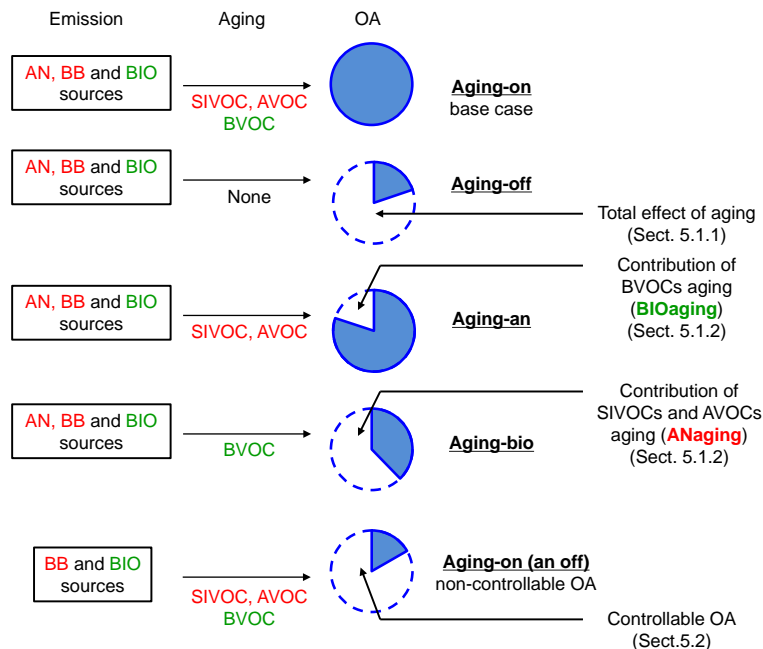 Emission Aging OA
AN, BB and BIO
sources
SIVOC, AVOC
BVOC
Aging-on
base case
AN, BB and BIO
sources
None
Aging-off
Total effect of aging
(Sect. 5.1.1)
AN, BB and BIO
sources
SIVOC, AVOC
Aging-an
Contribution of
BVOCs aging
(BIOaging)
(Sect. 5.1.2)
AN, BB and BIO
sources
BVOC
Aging-bio
Contribution of
SIVOCs and AVOCs
aging (ANaging)
(Sect. 5.1.2)
BB and BIO
sources
SIVOC, AVOC
BVOC
Aging-on (an off)
non-controllable OA
Controllable OA
(Sect.5.2)